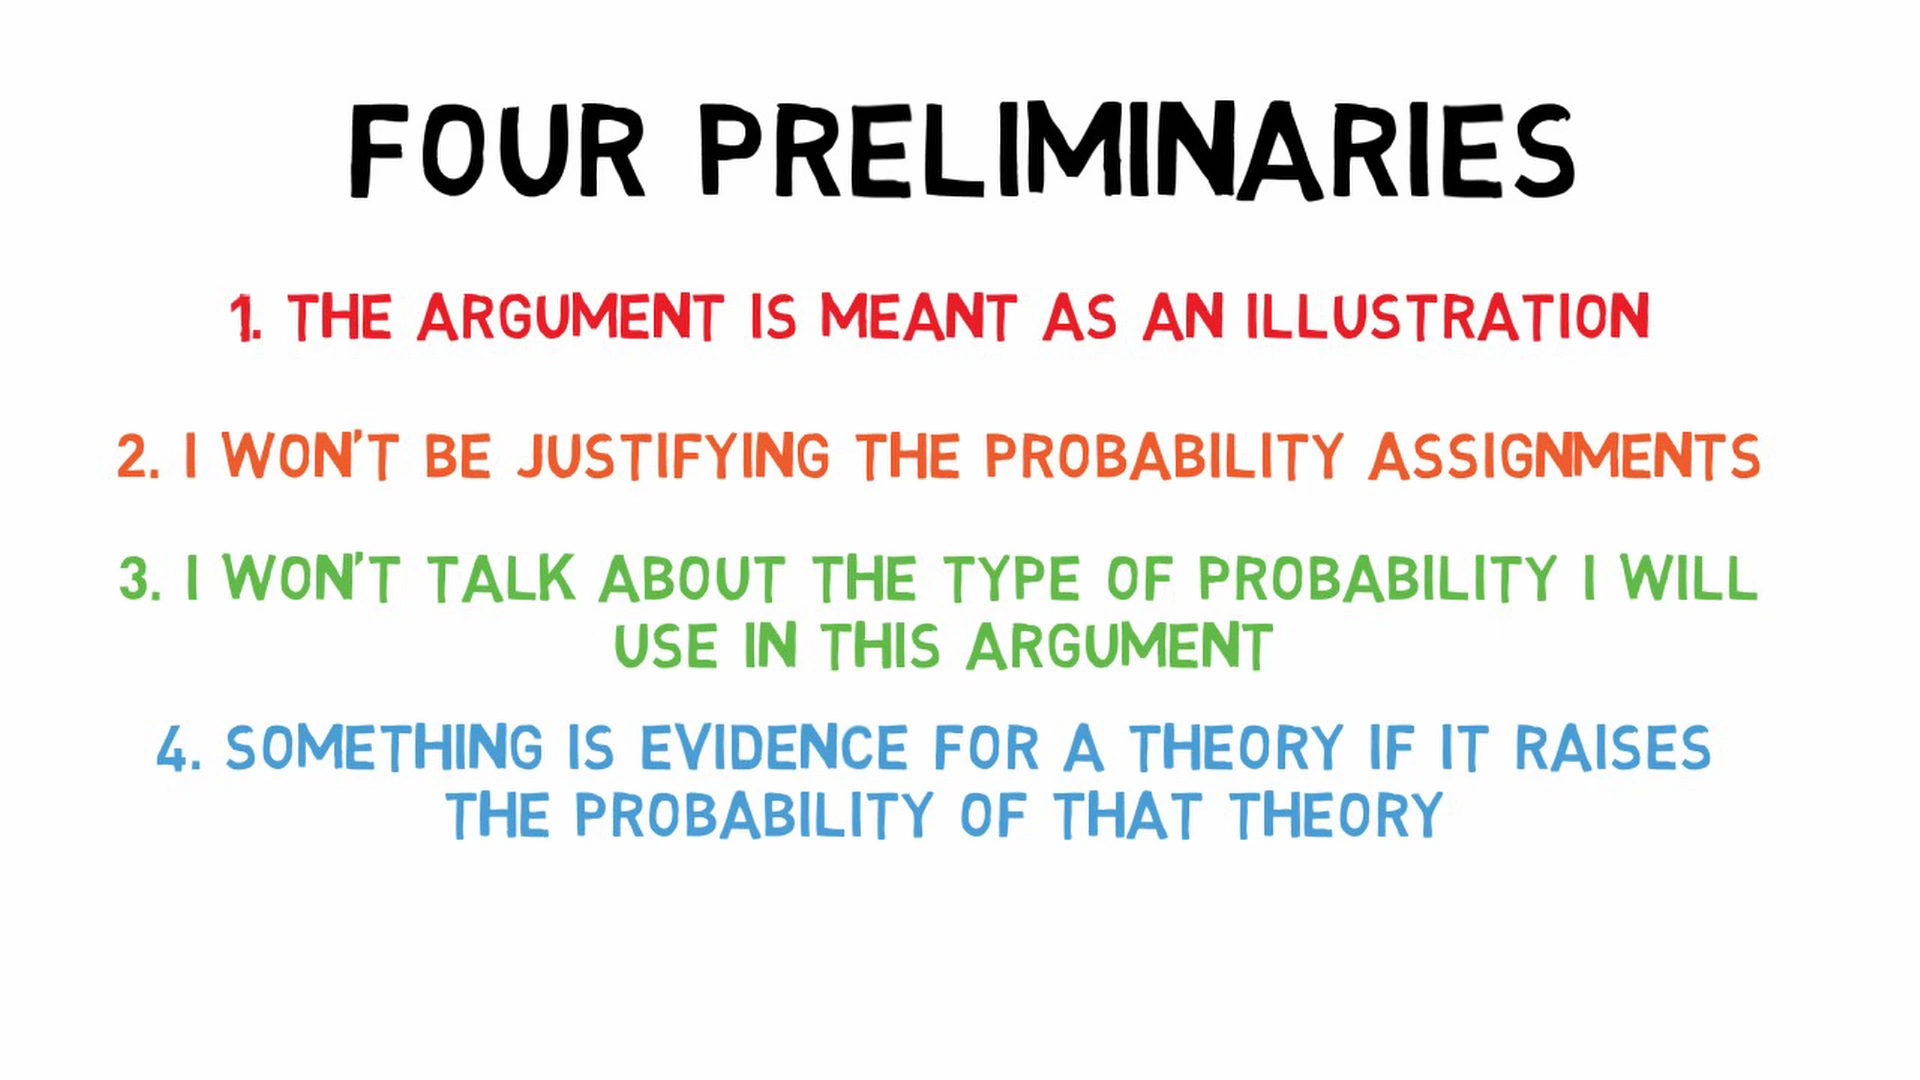 FOUR PRELIMINARIES
1. THE ARGUMENT IS MEANT AS AN ILLUSTRATION
2. I WON'T BE JUSTIFYING THE PROBABILITY ASSIGNMENTS
3. I WON'T TALK ABOUT THE TYPE OF PROBABILITY I WILL
USE IN THIS ARGUMENT
4. SOMETHING IS EVIDENCE FOR A THEORY IF IT RAISES
THE PROBABILITY OF THAT THEORY